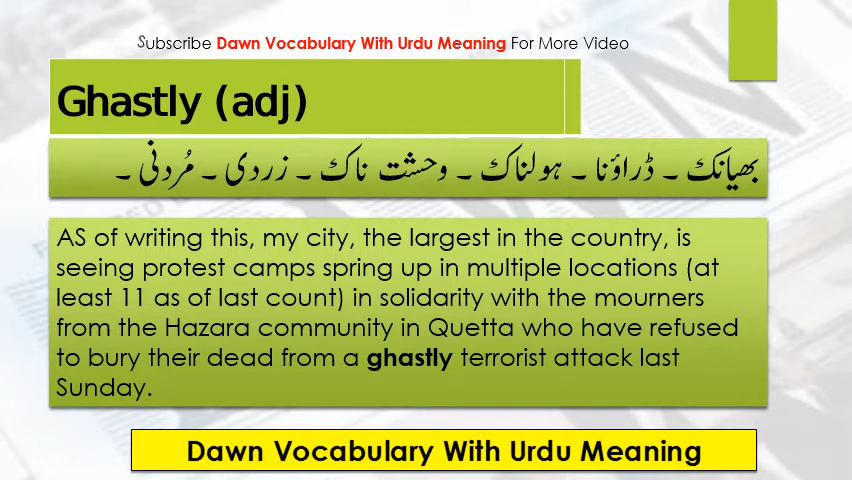 Subscribe Dawn Vocabulary With Urdu Meaning For More Video
Ghastly (adj)
بھیانک ۔ ڈراؤنا ۔ ہولناک ۔ وحشت ناک ۔ زردی ۔ مُردنی ۔
AS of writing this, my city, the largest in the country, is
seeing protest camps spring up in multiple locations (at
least 11 as of last count) in solidarity with the mourners
from the Hazara community in Quetta who have refused
to bury their dead from a ghastly terrorist attack last
Sunday.
Dawn Vocabulary With Urdu Meaning